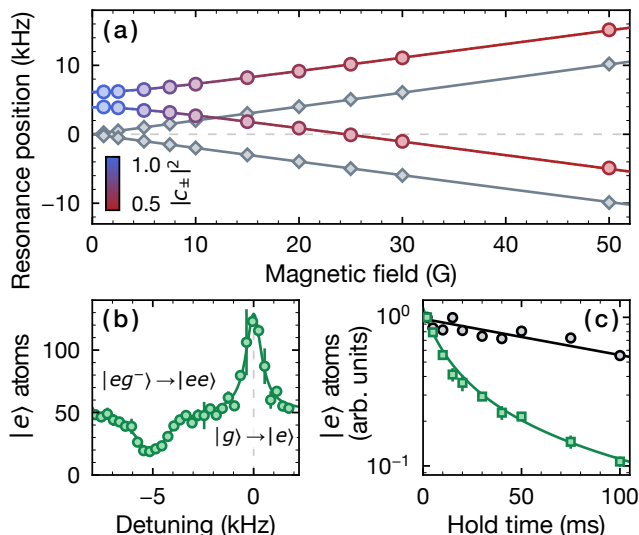 (a)
Resonance position (kHz)
10
0
−10
1.0
0.5
|c±|²
0 10 20 30 40 50
Magnetic field (G)
(b)
|e⟩ atoms
100
50
0
|eg⁻⟩→|ee⟩
|g⟩→|e⟩
−5 0
Detuning (kHz)
(c)
|e⟩ atoms
(arb. units)
10⁰
10⁻¹
0 50 100
Hold time (ms)